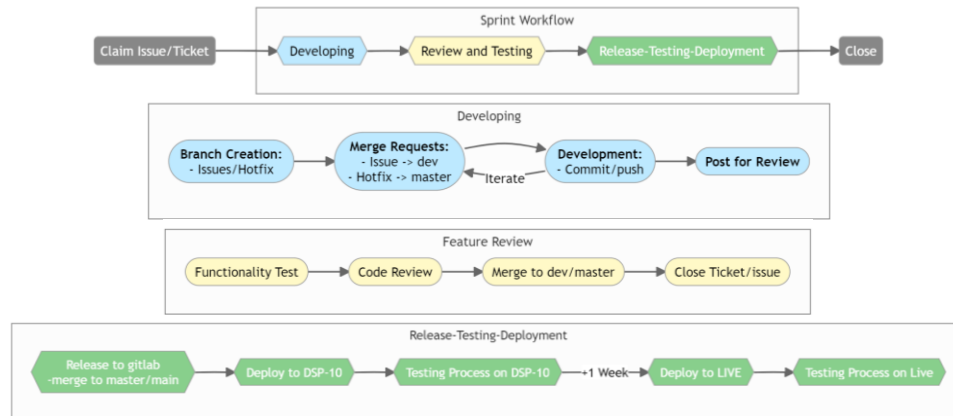 Sprint Workflow
Claim Issue/Ticket
Developing
Review and Testing
Release-Testing-Deployment
Close
Developing
Branch Creation:
- Issues/Hotfix
Merge Requests:
- Issue -> dev
- Hotfix -> master
Iterate
Development:
- Commit/push
Post for Review
Feature Review
Functionality Test
Code Review
Merge to dev/master
Close Ticket/issue
Release-Testing-Deployment
Release to gitlab
-merge to master/main
Deploy to DSP-10
Testing Process on DSP-10
+1 Week
Deploy to LIVE
Testing Process on Live